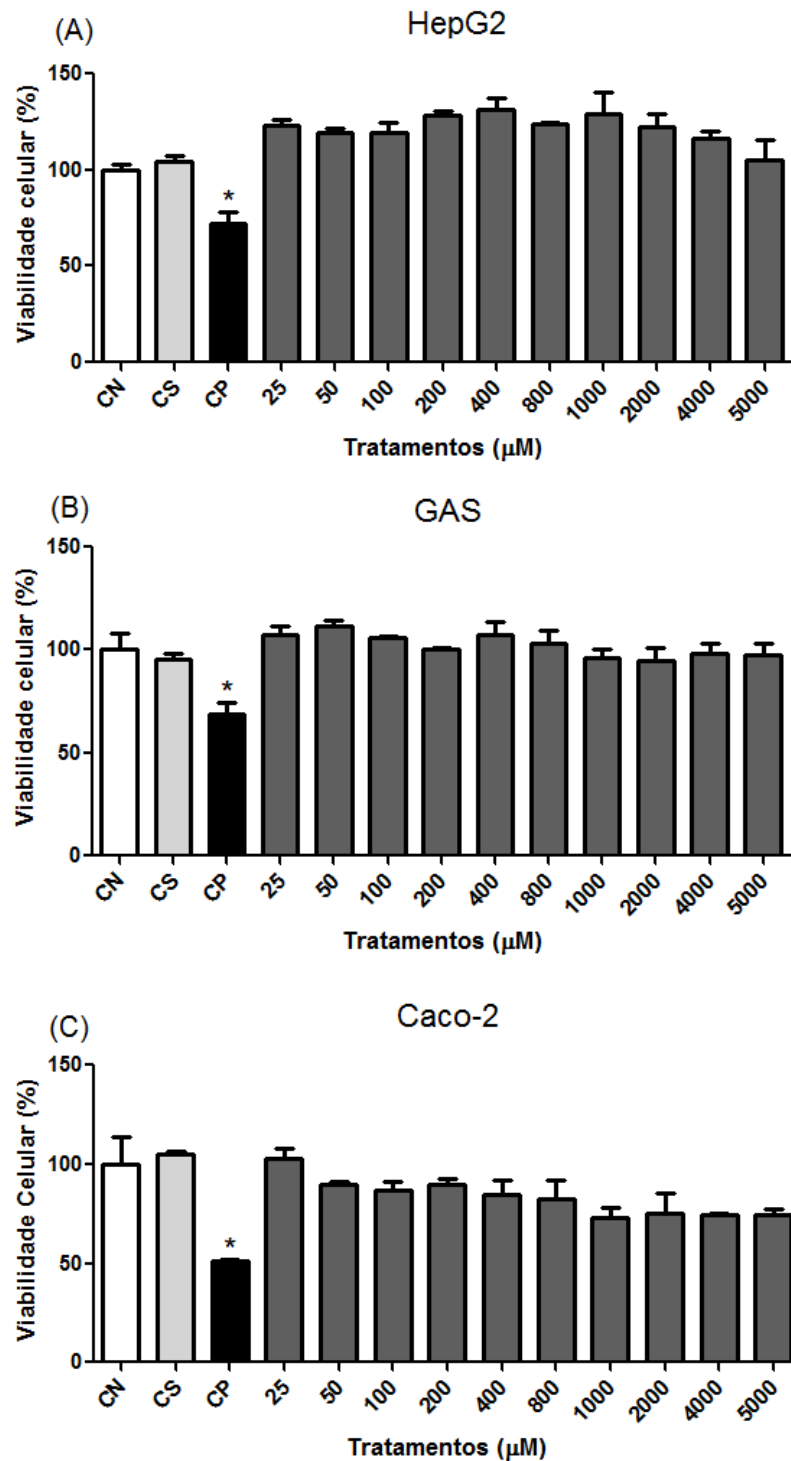 (A)
HepG2
Viabilidade celular (%)
150
100
50
0
*
CN CS CP 25 50 100 200 400 800 1000 2000 4000 5000
Tratamentos (µM)
(B)
GAS
Viabilidade celular (%)
150
100
50
0
*
CN CS CP 25 50 100 200 400 800 1000 2000 4000 5000
Tratamentos (µM)
(C)
Caco-2
Viabilidade Celular (%)
150
100
50
0
*
CN CS CP 25 50 100 200 400 800 1000 2000 4000 5000
Tratamentos (µM)